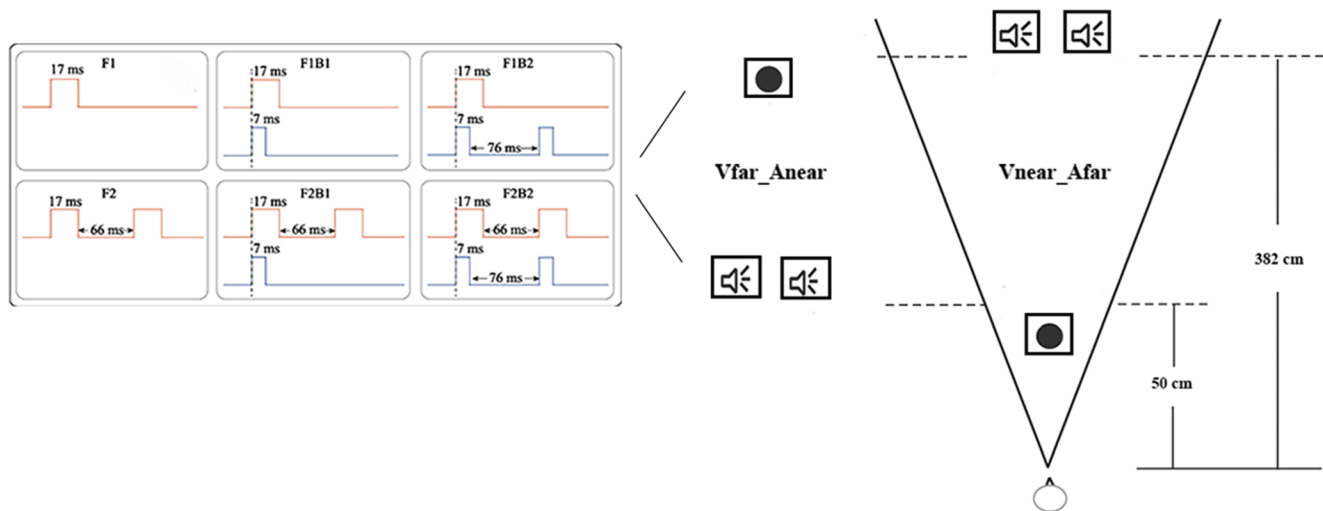 F1
17 ms
F1B1
17 ms
7 ms
F1B2
17 ms
7 ms
76 ms
F2
17 ms
66 ms
F2B1
17 ms
66 ms
7 ms
F2B2
17 ms
66 ms
7 ms
76 ms
Vfar_Anear
Vnear_Afar
382 cm
50 cm